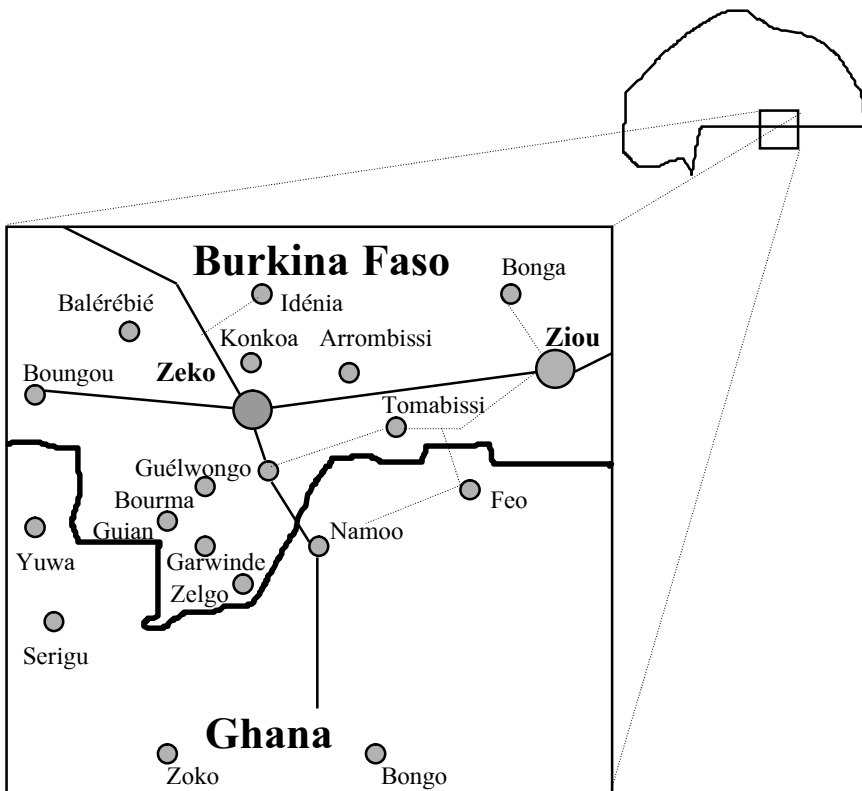 Burkina Faso
Bonga
Balérébié
Idénia
Konkoa
Arrombissi
Ziou
Boungou
Zeko
Tomabissi
Guélwongo
Bourma
Feo
Guian
Namoo
Yuwa
Garwinde
Zelgo
Serigu
Ghana
Zoko
Bongo